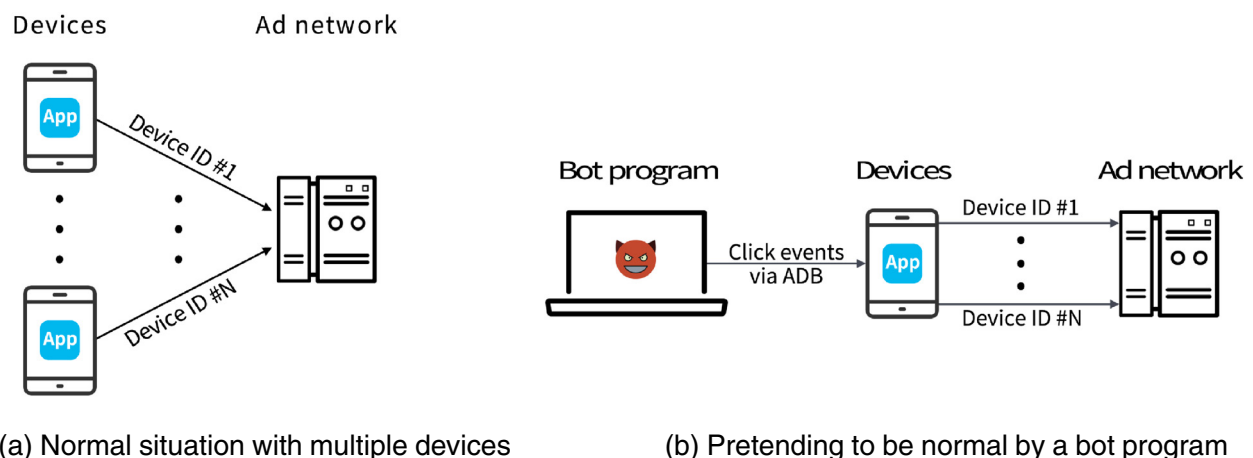 Devices
Ad network
App
Device ID #1
Device ID #N
App
(a) Normal situation with multiple devices
Bot program
Devices
Ad network
Click events
via ADB
App
Device ID #1
Device ID #N
(b) Pretending to be normal by a bot program